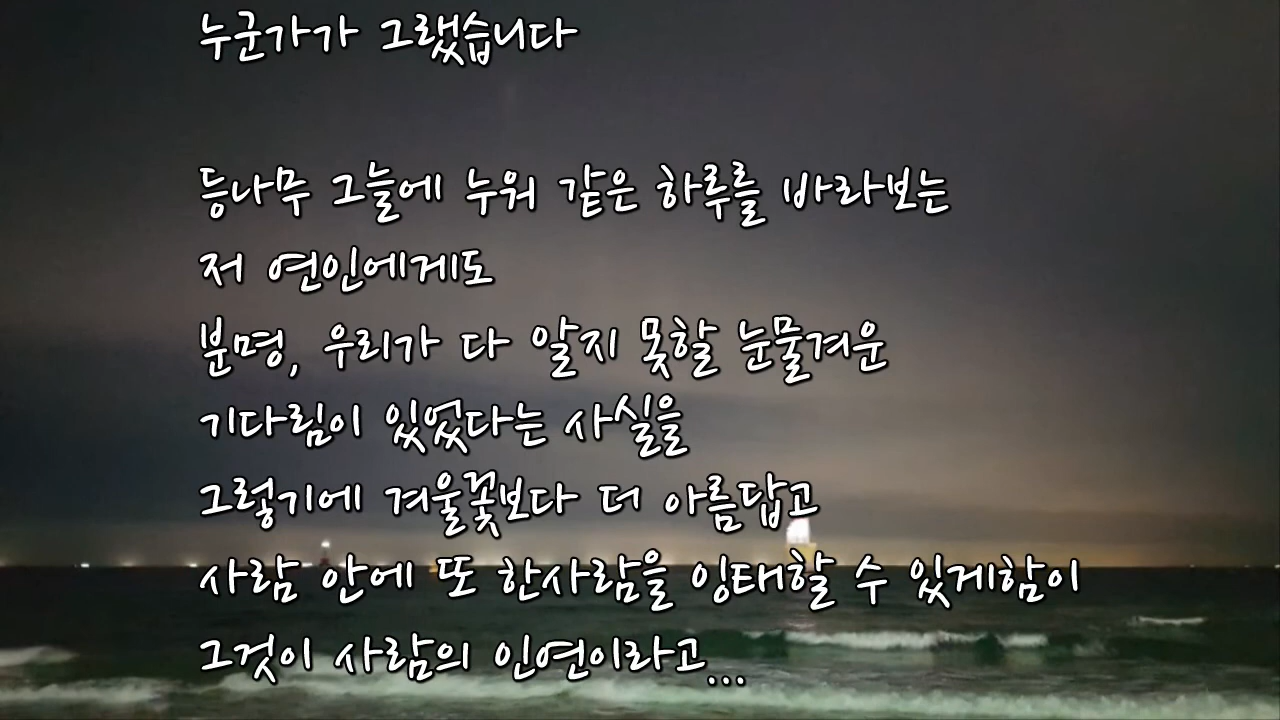 누군가가 그랬습니다
등나무 그늘에 누워 같은 하루를 바라보는
저 연인에게도
분명, 우리가 다 알지 못할 눈물겨운
기다림이 있었다는 사실을
그렇기에 겨울꽃보다 더 아름답고
사람 안에 또 한사람을 잉태할 수 있게함이
그것이 사람의 인연이라고...